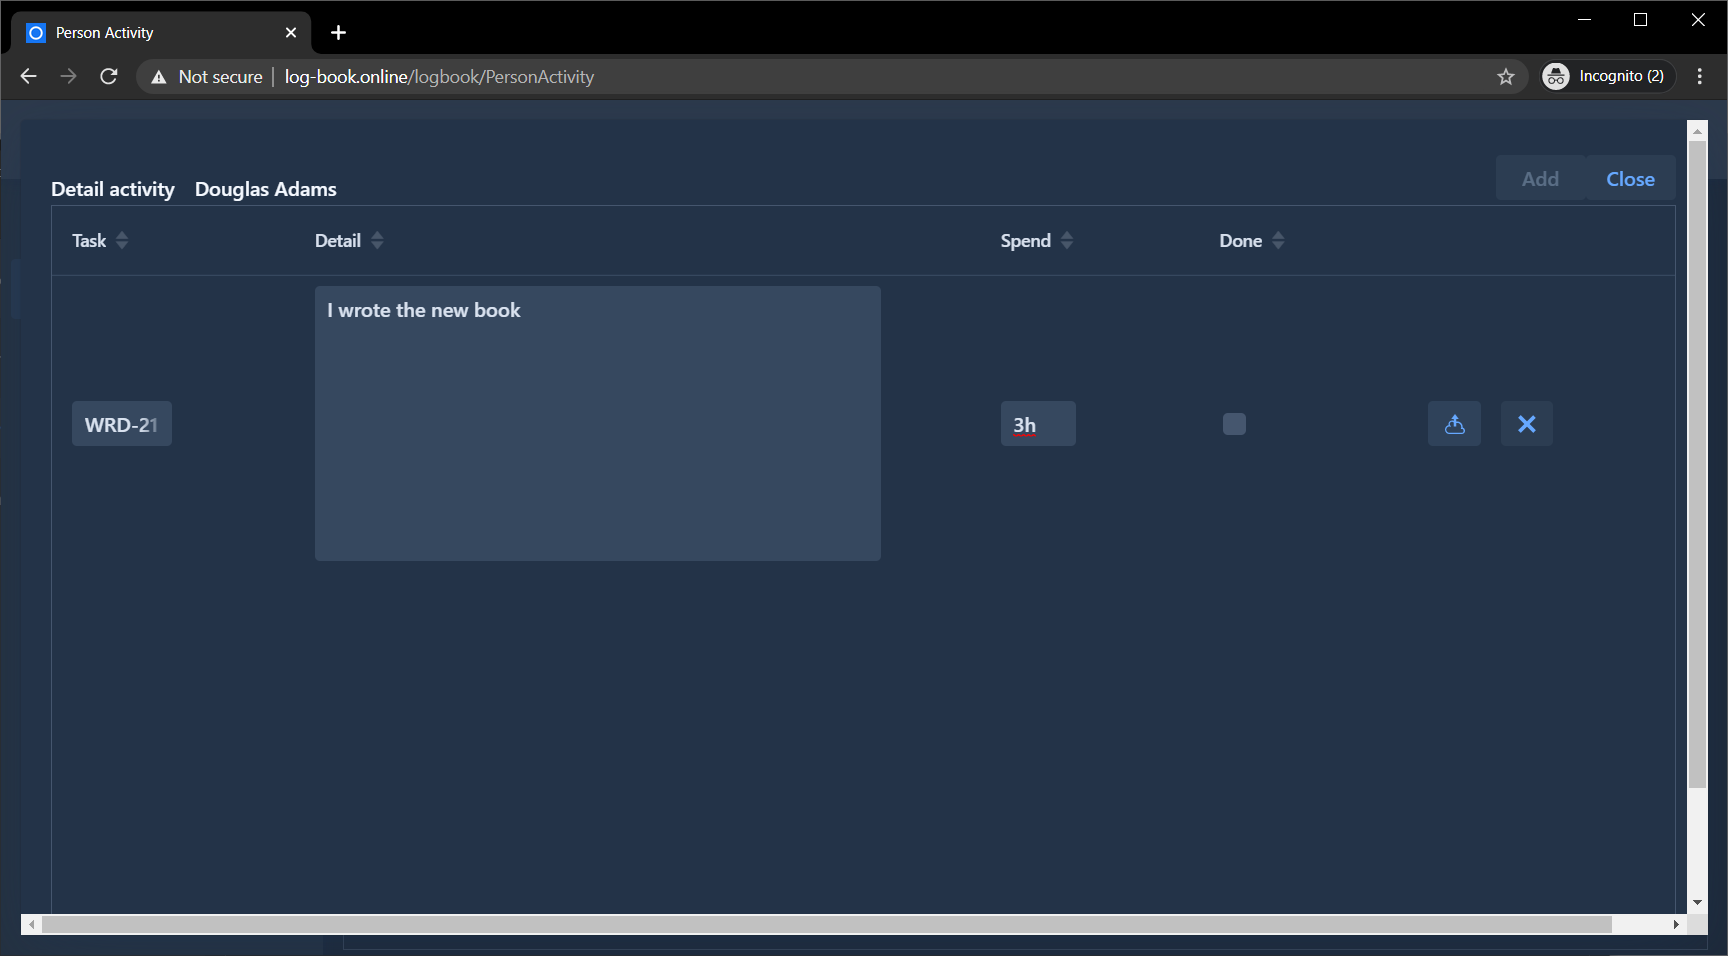 Person Activity
Not secure log-book.online/logbook/PersonActivity
Incognito (2)
Detail activity Douglas Adams
Add Close
Task Detail Spend Done
I wrote the new book
WRD-21
3h